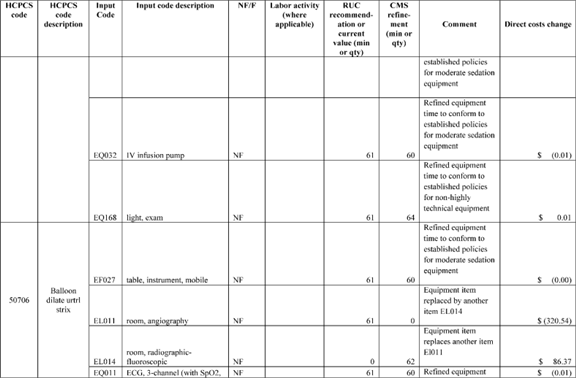 HCPCS code HCPCS code description Input Code Input code description NF/F Labor activity (where applicable) RUC recommend-ation or current value (min or qty) CMS refine-ment (min or qty) Comment Direct costs change
established policies
for moderate sedation
equipment
Refined equipment
time to conform to
established policies
for moderate sedation
EQ032 IV infusion pump NF 61 60 equipment $ (0.01)
Refined equipment
time to conform to
established policies
for non-highly
EQ168 light, exam NF 61 64 technical equipment $ 0.01
50706 Balloon dilate urtrl strix
Refined equipment
time to conform to
established policies
for moderate sedation
EF027 table, instrument, mobile NF 61 60 equipment $ (0.00)
Equipment item
replaced by another
EL011 room, angiography NF 61 0 item EL014 $ (320.54)
Equipment item
room, radiographic- replaces another item
EL014 fluoroscopic NF 0 62 El011 $ 86.37
EQ011 ECG, 3-channel (with SpO2, NF 61 60 Refined equipment $ (0.01)